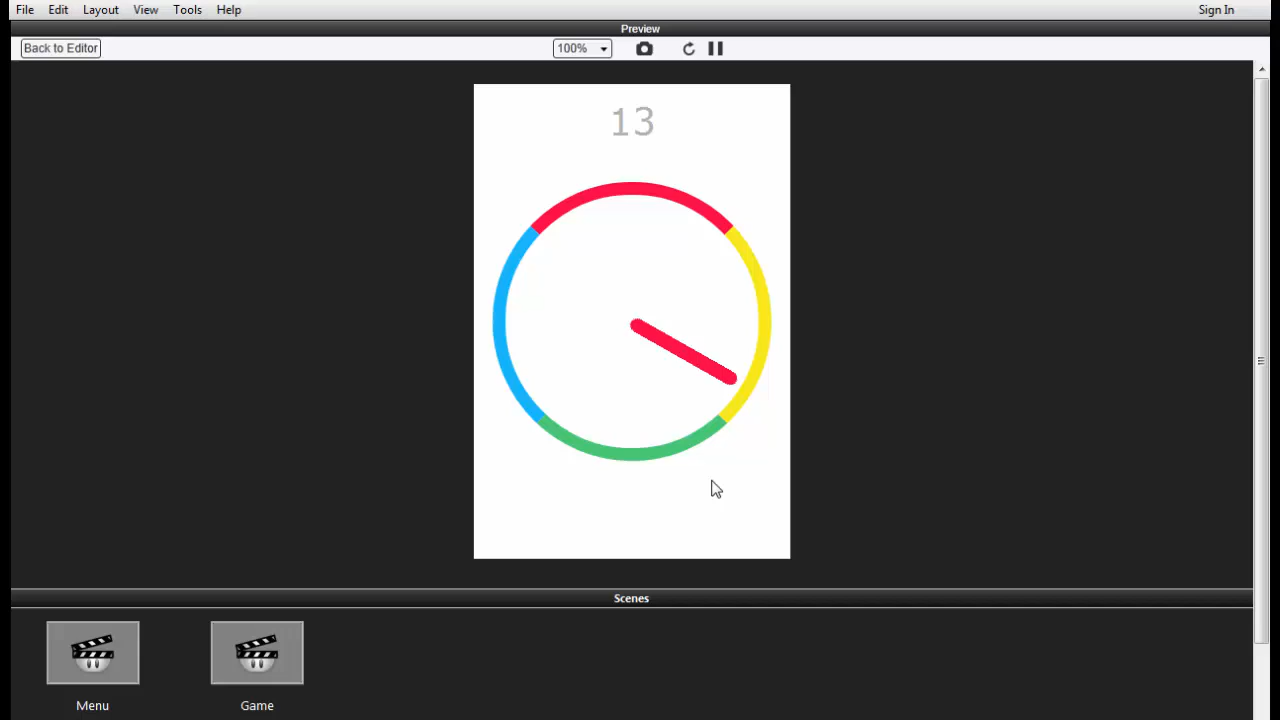 File Edit Layout View Tools Help Sign In
Preview
Back to Editor 100%
13
Scenes
Menu Game